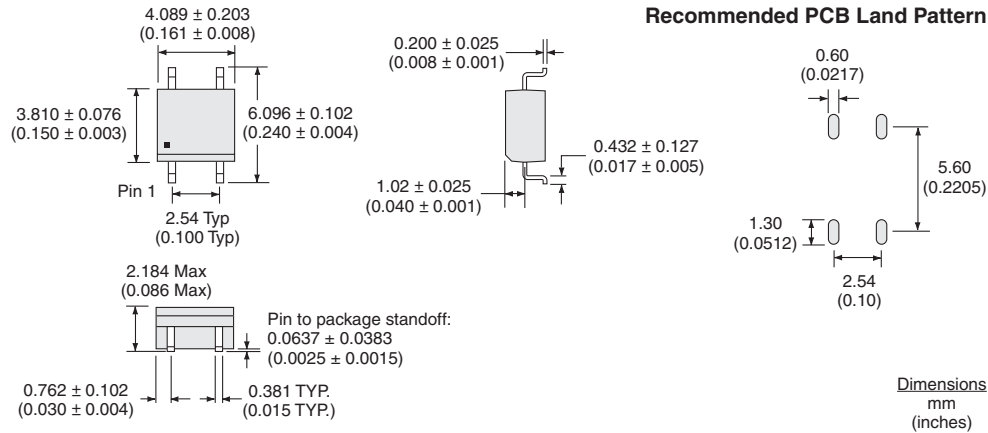 Recommended PCB Land Pattern
4.089 ± 0.203
(0.161 ± 0.008)
3.810 ± 0.076
(0.150 ± 0.003)
6.096 ± 0.102
(0.240 ± 0.004)
Pin 1
2.54 Typ
(0.100 Typ)
0.200 ± 0.025
(0.008 ± 0.001)
0.432 ± 0.127
(0.017 ± 0.005)
1.02 ± 0.025
(0.040 ± 0.001)
0.60
(0.0217)
5.60
(0.2205)
1.30
(0.0512)
2.54
(0.10)
2.184 Max
(0.086 Max)
Pin to package standoff:
0.0637 ± 0.0383
(0.0025 ± 0.0015)
0.762 ± 0.102
(0.030 ± 0.004)
0.381 TYP.
(0.015 TYP.)
Dimensions
mm
(inches)